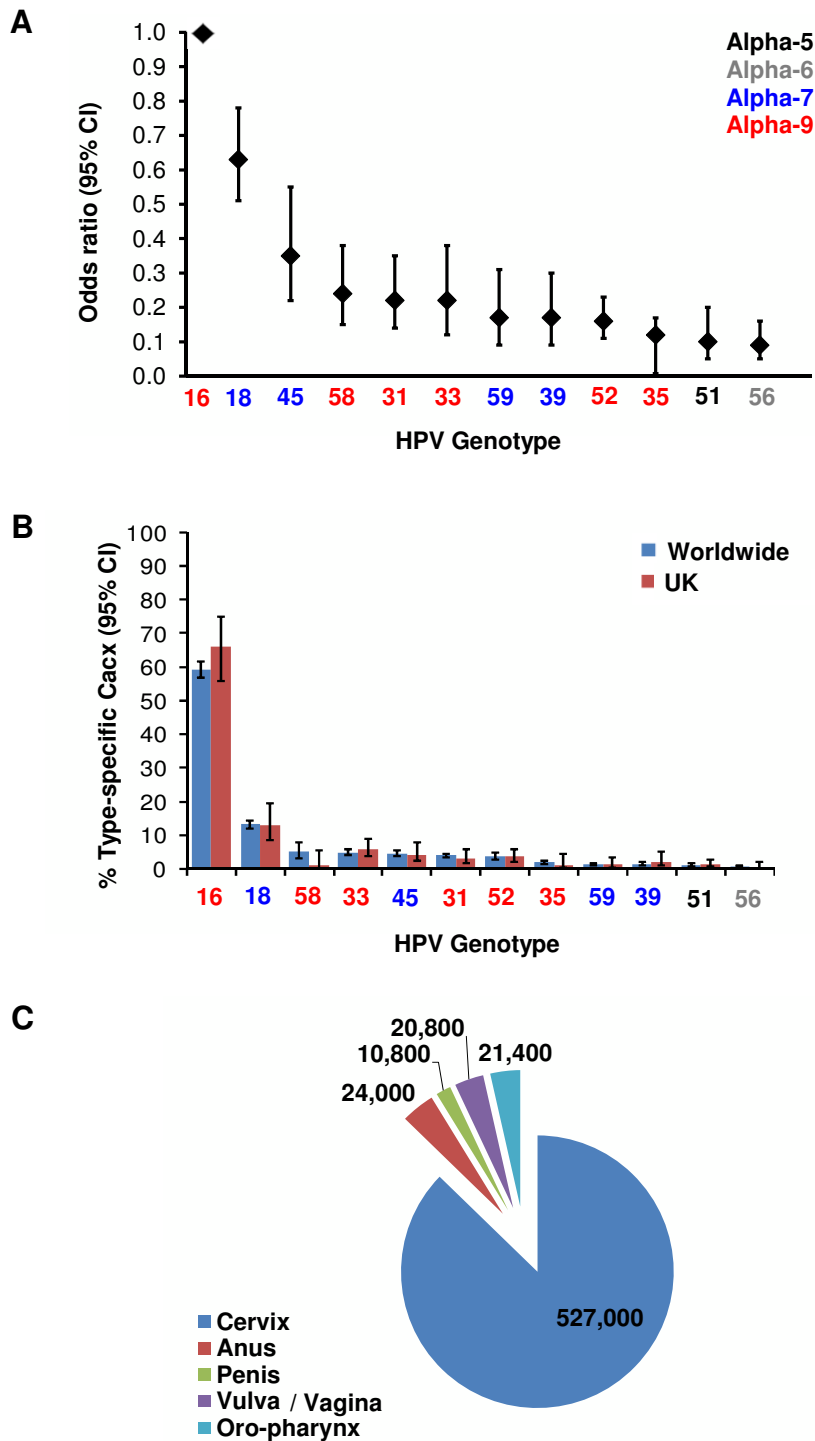 A
Odds ratio (95% CI)
1.0
0.9
0.8
0.7
0.6
0.5
0.4
0.3
0.2
0.1
0.0
Alpha-5
Alpha-6
Alpha-7
Alpha-9
16 18 45 58 31 33 59 39 52 35 51 56
HPV Genotype
B
% Type-specific Cacx (95% CI)
100
90
80
70
60
50
40
30
20
10
0
Worldwide
UK
16 18 58 33 45 31 52 35 59 39 51 56
HPV Genotype
C
20,800
10,800
21,400
24,000
527,000
Cervix
Anus
Penis
Vulva / Vagina
Oro-pharynx